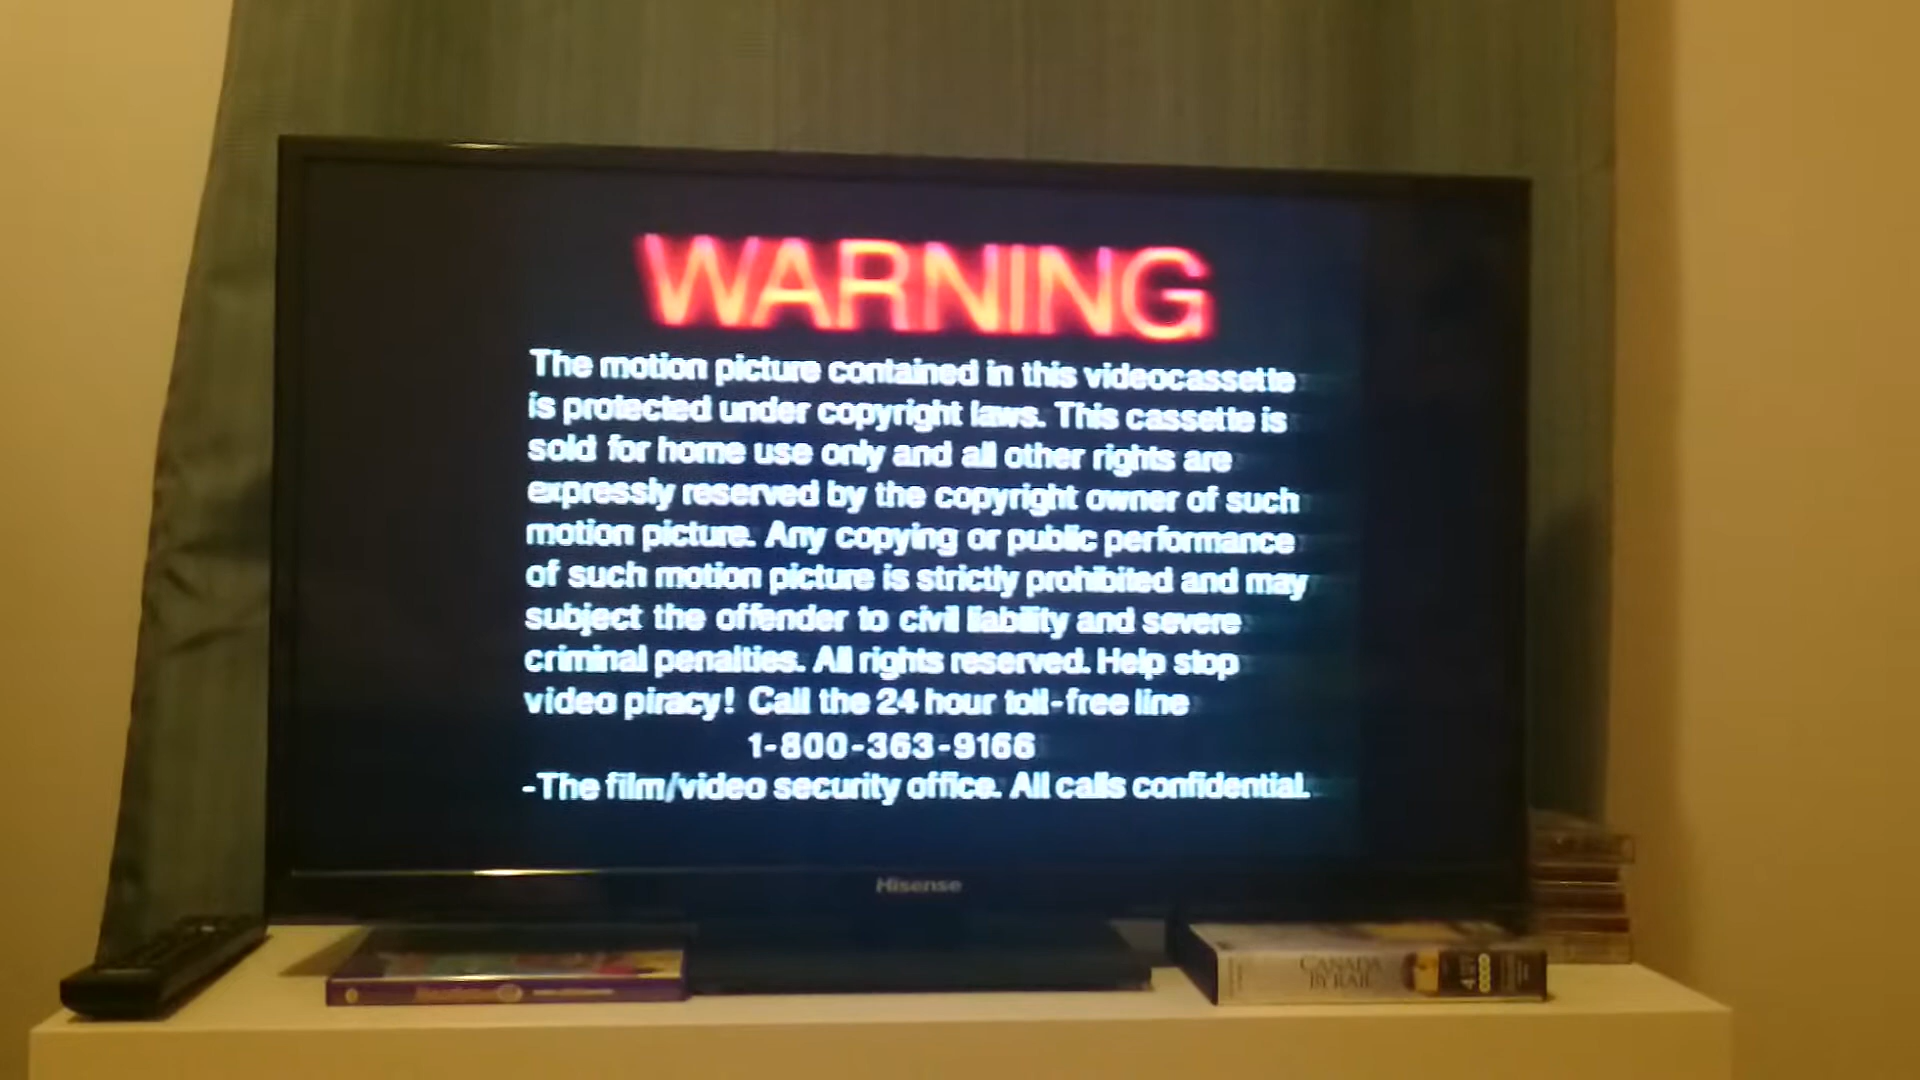 WARNING
The motion picture contained in this videocassette
is protected under copyright laws. This cassette is
sold for home use only and all other rights are
expressly reserved by the copyright owner of such
motion picture. Any copying or public performance
of such motion picture is strictly prohibited and may
subject the offender to civil liability and severe
criminal penalties. All rights reserved. Help stop
video piracy! Call the 24 hour toll-free line
1-800-363-9166
-The film/video security office. All calls confidential.
Hisense
CANADA
BY RAIL